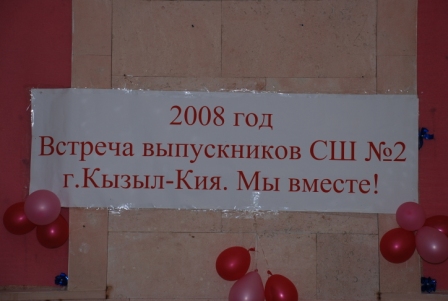 2008 год
Встреча выпускников СШ №2
г.Кызыл-Кия. Мы вместе!